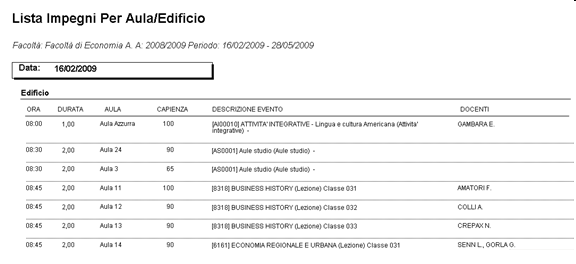 Lista Impegni Per Aula/Edificio
Facoltà: Facoltà di Economia A. A: 2008/2009 Periodo: 16/02/2009 - 28/05/2009
Data: 16/02/2009
Edificio
ORA DURATA AULA CAPIENZA DESCRIZIONE EVENTO DOCENTI
08:00 1,00 Aula Azzurra 100 [AI00010] ATTIVITA' INTEGRATIVE - Lingua e cultura Americana (Attivita' GAMBARA E.
integrative) -
08:30 2,00 Aula 24 90 [AS0001] Aule studio (Aule studio) -
08:30 2,00 Aula 3 65 [AS0001] Aule studio (Aule studio) -
08:45 2,00 Aula 11 100 [8318] BUSINESS HISTORY (Lezione) Classe 031 AMATORI F.
08:45 2,00 Aula 12 90 [8318] BUSINESS HISTORY (Lezione) Classe 032 COLLI A.
08:45 2,00 Aula 13 90 [8318] BUSINESS HISTORY (Lezione) Classe 033 CREPAX N.
08:45 2,00 Aula 14 90 [6161] ECONOMIA REGIONALE E URBANA (Lezione) Classe 031 SENN L., GORLA G.